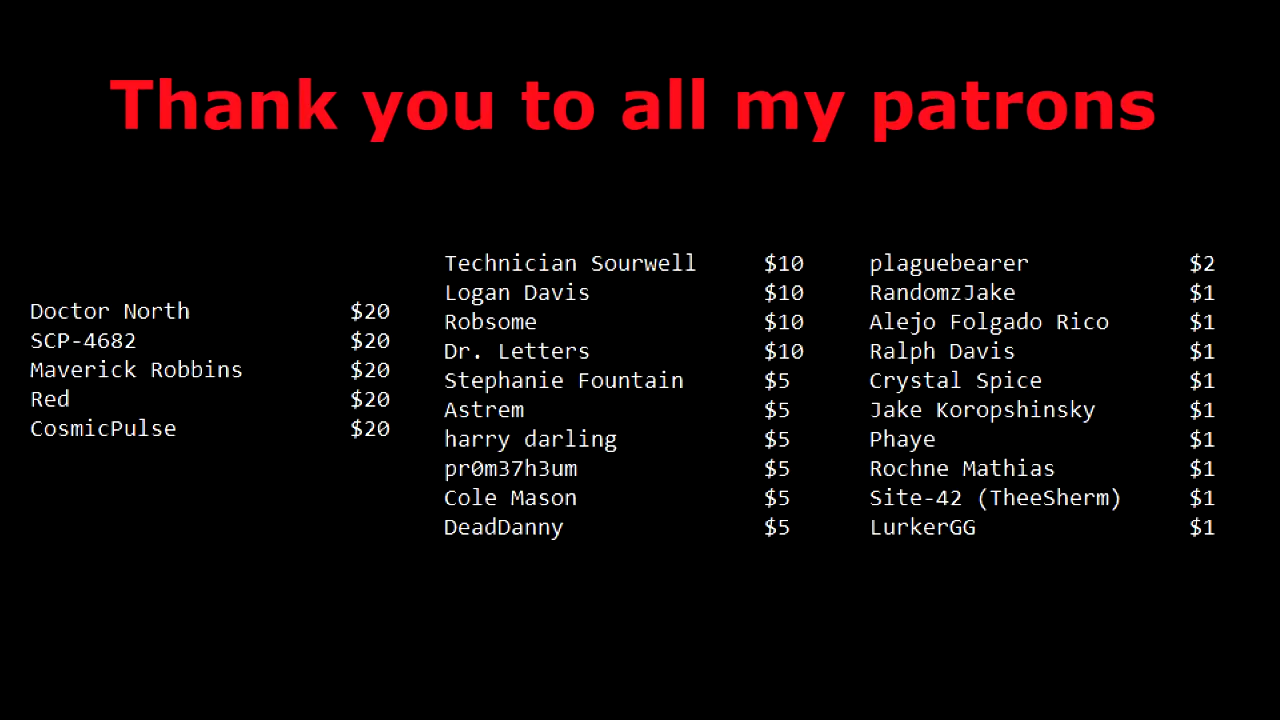 Thank you to all my patrons
Doctor North $20
SCP-4682 $20
Maverick Robbins $20
Red $20
CosmicPulse $20
Technician Sourwell $10
Logan Davis $10
Robsome $10
Dr. Letters $10
Stephanie Fountain $5
Astrem $5
harry darling $5
pr0m37h3um $5
Cole Mason $5
DeadDanny $5
plaguebearer $2
RandomzJake $1
Alejo Folgado Rico $1
Ralph Davis $1
Crystal Spice $1
Jake Koropshinsky $1
Phaye $1
Rochne Mathias $1
Site-42 (TheeSherm) $1
LurkerGG $1